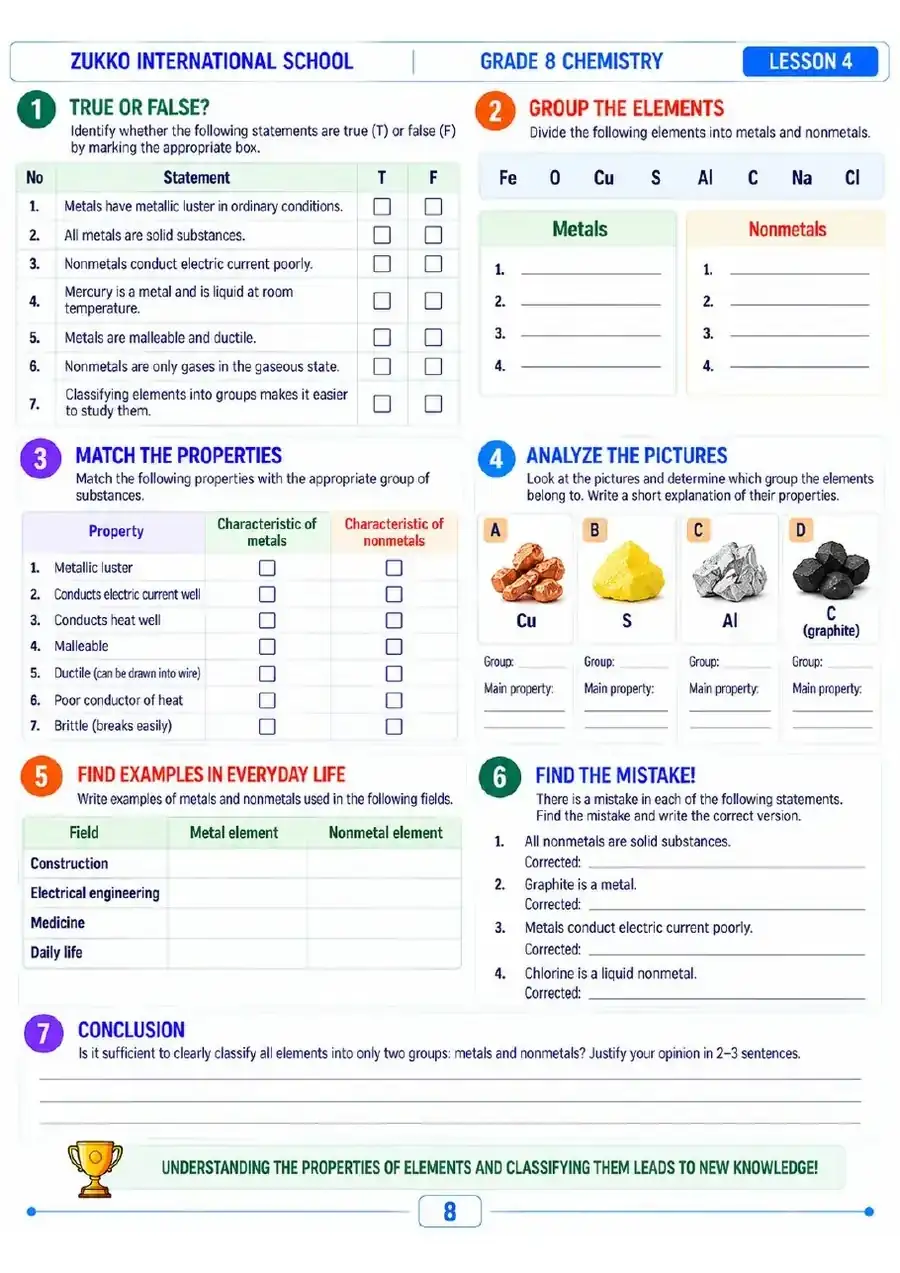 ZUKKO INTERNATIONAL SCHOOL
GRADE 8 CHEMISTRY
LESSON 4
1 TRUE OR FALSE?
Identify whether the following statements are true (T) or false (F)
by marking the appropriate box.
No Statement T F
1. Metals have metallic luster in ordinary conditions.
2. All metals are solid substances.
3. Nonmetals conduct electric current poorly.
4. Mercury is a metal and is liquid at room
temperature.
5. Metals are malleable and ductile.
6. Nonmetals are only gases in the gaseous state.
7. Classifying elements into groups makes it easier
to study them.
2 GROUP THE ELEMENTS
Divide the following elements into metals and nonmetals.
Fe O Cu S Al C Na Cl
Metals
1.
2.
3.
4.
Nonmetals
1.
2.
3.
4.
3 MATCH THE PROPERTIES
Match the following properties with the appropriate group of
substances.
Property
Characteristic of
metals
Characteristic of
nonmetals
1. Metallic luster
2. Conducts electric current well
3. Conducts heat well
4. Malleable
5. Ductile (can be drawn into wire)
6. Poor conductor of heat
7. Brittle (breaks easily)
4 ANALYZE THE PICTURES
Look at the pictures and determine which group the elements
belong to. Write a short explanation of their properties.
A B C D
Cu S Al C
(graphite)
Group: Group: Group: Group:
Main property: Main property: Main property: Main property:
5 FIND EXAMPLES IN EVERYDAY LIFE
Write examples of metals and nonmetals used in the following fields.
Field Metal element Nonmetal element
Construction
Electrical engineering
Medicine
Daily life
6 FIND THE MISTAKE!
There is a mistake in each of the following statements.
Find the mistake and write the correct version.
1. All nonmetals are solid substances.
Corrected:
2. Graphite is a metal.
Corrected:
3. Metals conduct electric current poorly.
Corrected:
4. Chlorine is a liquid nonmetal.
Corrected:
7 CONCLUSION
Is it sufficient to clearly classify all elements into only two groups: metals and nonmetals? Justify your opinion in 2–3 sentences.
UNDERSTANDING THE PROPERTIES OF ELEMENTS AND CLASSIFYING THEM LEADS TO NEW KNOWLEDGE!
8